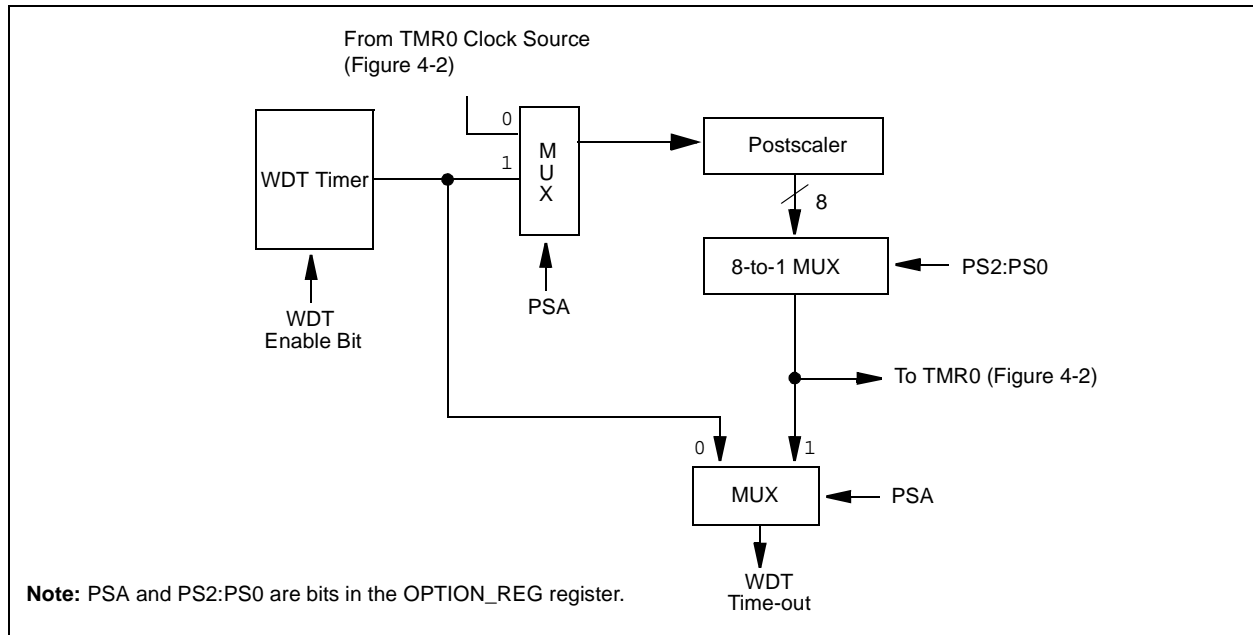 From TMR0 Clock Source
(Figure 4-2)
0
1
M
U
X
WDT Timer
Postscaler
8
8-to-1 MUX
PS2:PS0
PSA
WDT
Enable Bit
To TMR0 (Figure 4-2)
0
1
MUX
PSA
WDT
Time-out
Note: PSA and PS2:PS0 are bits in the OPTION_REG register.